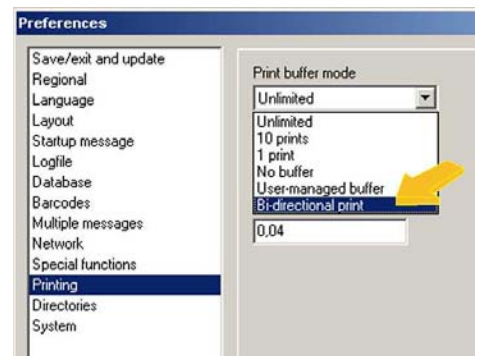 Preferences
Save/exit and update
Regional
Language
Layout
Startup message
Logfile
Database
Barcodes
Multiple messages
Network
Special functions
Printing
Directories
System
Print buffer mode
Unlimited
Unlimited
10 prints
1 print
No buffer
User-managed buffer
Bi-directional print
0,04